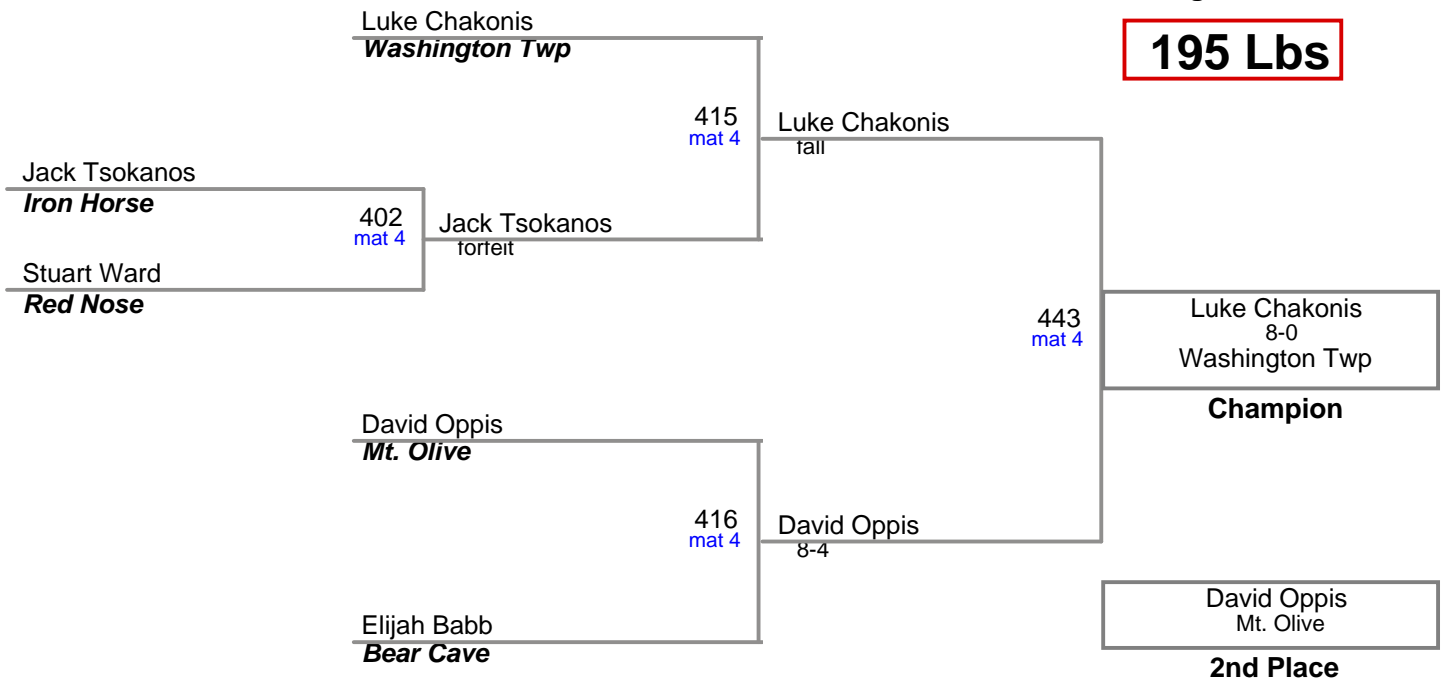 Luke Chakonis
Washington Twp
195 Lbs
415
mat 4
Luke Chakonis
fall
Jack Tsokanos
Iron Horse
402
mat 4
Jack Tsokanos
forfeit
Stuart Ward
Red Nose
443
mat 4
Luke Chakonis
8-0
Washington Twp
Champion
David Oppis
Mt. Olive
416
mat 4
David Oppis
8-4
Elijah Babb
Bear Cave
David Oppis
Mt. Olive
2nd Place